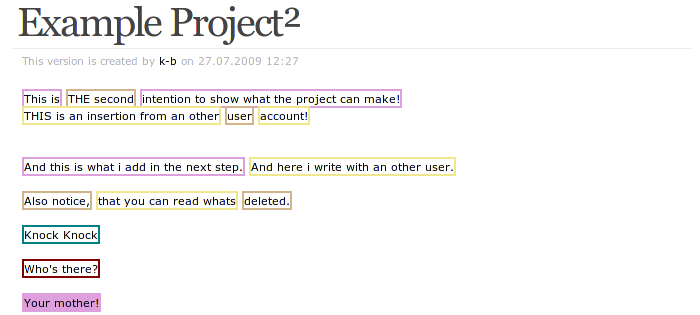 Example Project²
This version is created by k-b on 27.07.2009 12:27
This is THE second intention to show what the project can make!
THIS is an insertion from an other user account!
And this is what i add in the next step. And here i write with an other user.
Also notice, that you can read whats deleted.
Knock Knock
Who's there?
Your mother!